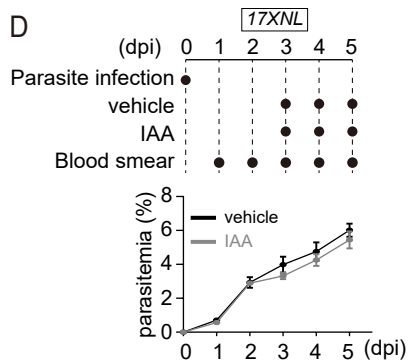 D
17XNL
(dpi) 0 1 2 3 4 5
Parasite infection
vehicle
IAA
Blood smear
8
6
4
2
0
parasitemia (%)
vehicle
IAA
0 1 2 3 4 5 (dpi)